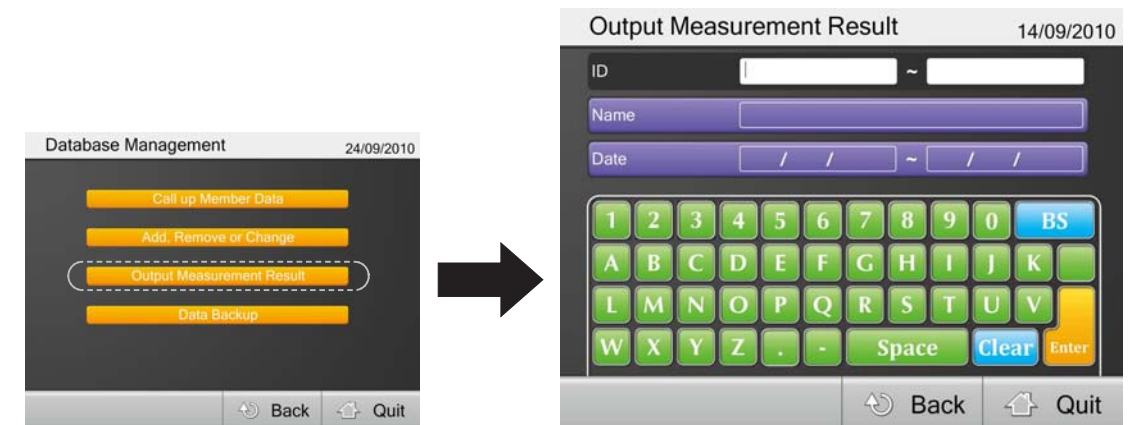 Database Management 24/09/2010
Call up Member Data
Add, Remove or Change
Output Measurement Result
Data Backup
Back Quit
Output Measurement Result 14/09/2010
ID ~
Name
Date / / ~ / /
1 2 3 4 5 6 7 8 9 0 BS
A B C D E F G H I J K
L M N O P Q R S T U V
W X Y Z . - Space Clear Enter
Back Quit